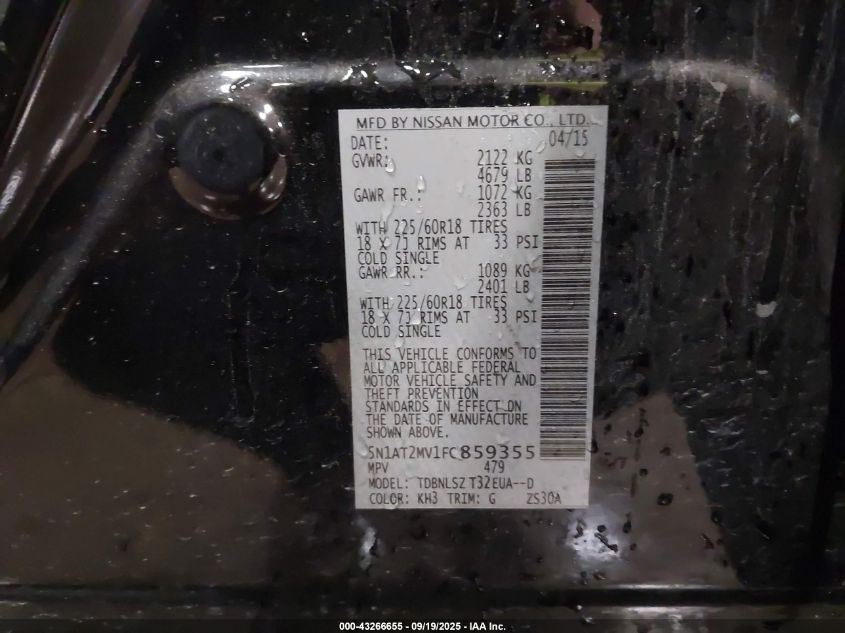 MFD BY NISSAN MOTOR CO., LTD.
DATE: 04/15
GVWR: 2122 KG
4679 LB
GAWR FR.: 1072 KG
2363 LB
WITH 225/60R18 TIRES
18 X 7J RIMS AT 33 PSI
COLD SINGLE
GAWR RR.: 1089 KG
2401 LB
WITH 225/60R18 TIRES
18 X 7J RIMS AT 33 PSI
COLD SINGLE
THIS VEHICLE CONFORMS TO
ALL APPLICABLE FEDERAL
MOTOR VEHICLE SAFETY AND
THEFT PREVENTION
STANDARDS IN EFFECT ON
THE DATE OF MANUFACTURE
SHOWN ABOVE.
5N1AT2MV1FC859355
MPV 479
MODEL: TDBNLSZ T32EUA--D
COLOR: KH3 TRIM: G ZS30A
000-43266655 - 09/19/2025 - IAA Inc.